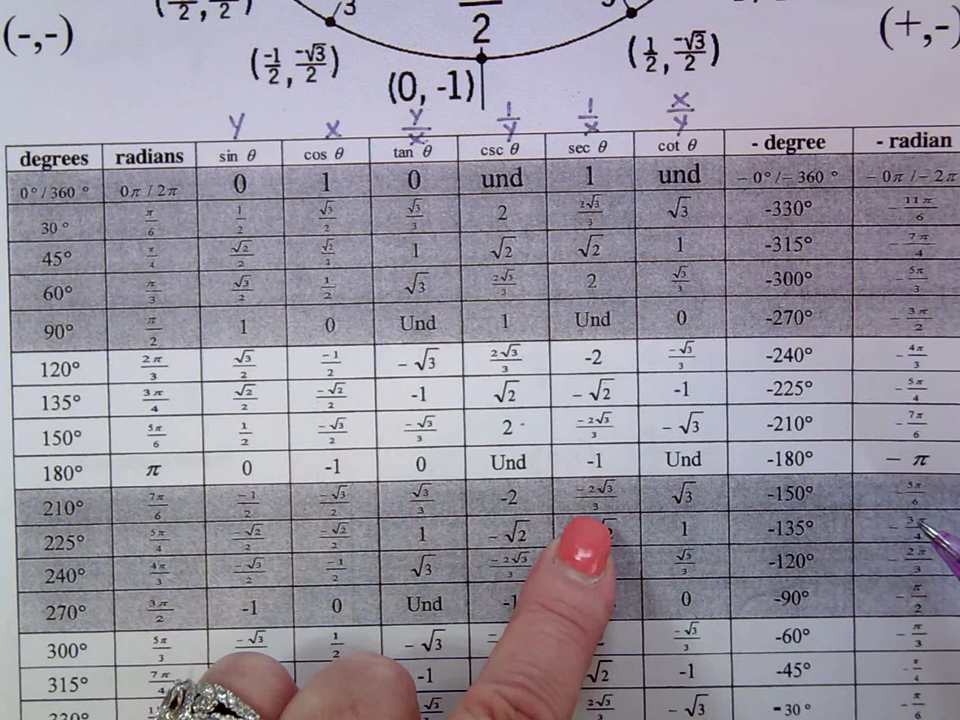 (-,-)
2
(-1/2, -√3/2)
(0, -1)
(1/2, -√3/2)
(+,-)
y x y/x 1/y 1/x x/y
degrees radians sin θ cos θ tan θ csc θ sec θ cot θ - degree - radian
0°/360 ° 0π/2π 0 1 0 und 1 und – 0°/– 360 ° – 0π /– 2π
30 ° π/6 1/2 √3/2 √3/3 2 2√3/3 √3 -330° – 11π/6
45° π/4 √2/2 √2/2 1 √2 √2 1 -315° – 7π/4
60° π/3 √3/2 1/2 √3 2√3/3 2 √3/3 -300° – 5π/3
90° π/2 1 0 Und 1 Und 0 -270° – 3π/2
120° 2π/3 √3/2 -1/2 – √3 2√3/3 -2 -√3/3 -240° – 4π/3
135° 3π/4 √2/2 -√2/2 -1 √2 – √2 -1 -225° – 5π/4
150° 5π/6 1/2 -√3/2 -√3/3 2 -2√3/3 – √3 -210° – 7π/6
180° π 0 -1 0 Und -1 Und -180° – π
210° 7π/6 -1/2 -√3/2 √3/3 -2 -2√3/3 √3 -150° – 5π/6
225° 5π/4 -√2/2 -√2/2 1 – √2 1 -135°
240° 4π/3 -√3/2 -1/2 √3 -2√3/3 √3/3 -120° – 2π/3
270° 3π/2 -1 0 Und 0 -90° – π/2
300° 5π/3 -√3 1/2 – √3 -√3/3 -60° – π/3
315° -1 √2 -1 -45° – π/4
√3 2√3/3 – √3 -30° – π/6